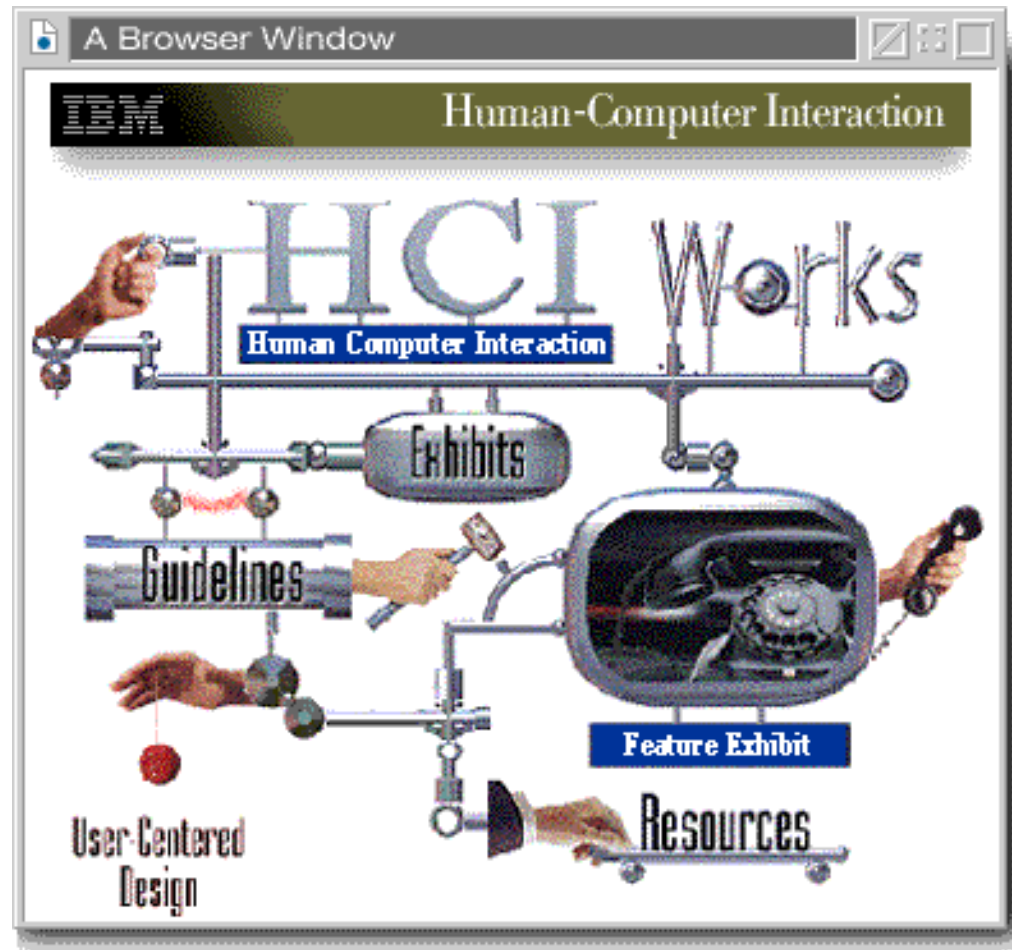 A Browser Window
IBM
Human-Computer Interaction
HCI Works
Human Computer Interaction
Exhibits
Guidelines
Feature Exhibit
Resources
User-Centered
Design